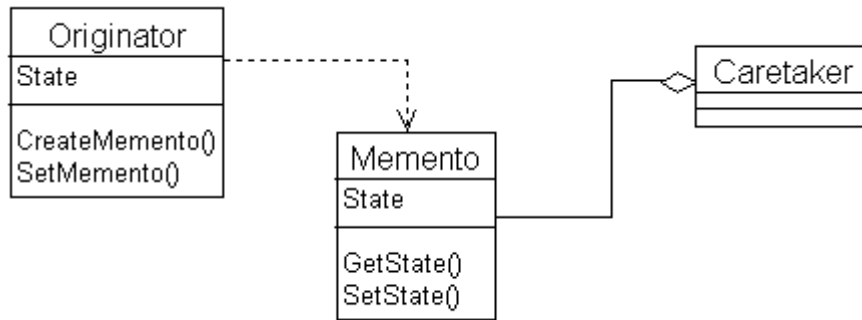 Originator
State
CreateMemento()
SetMemento()
Memento
State
GetState()
SetState()
Caretaker